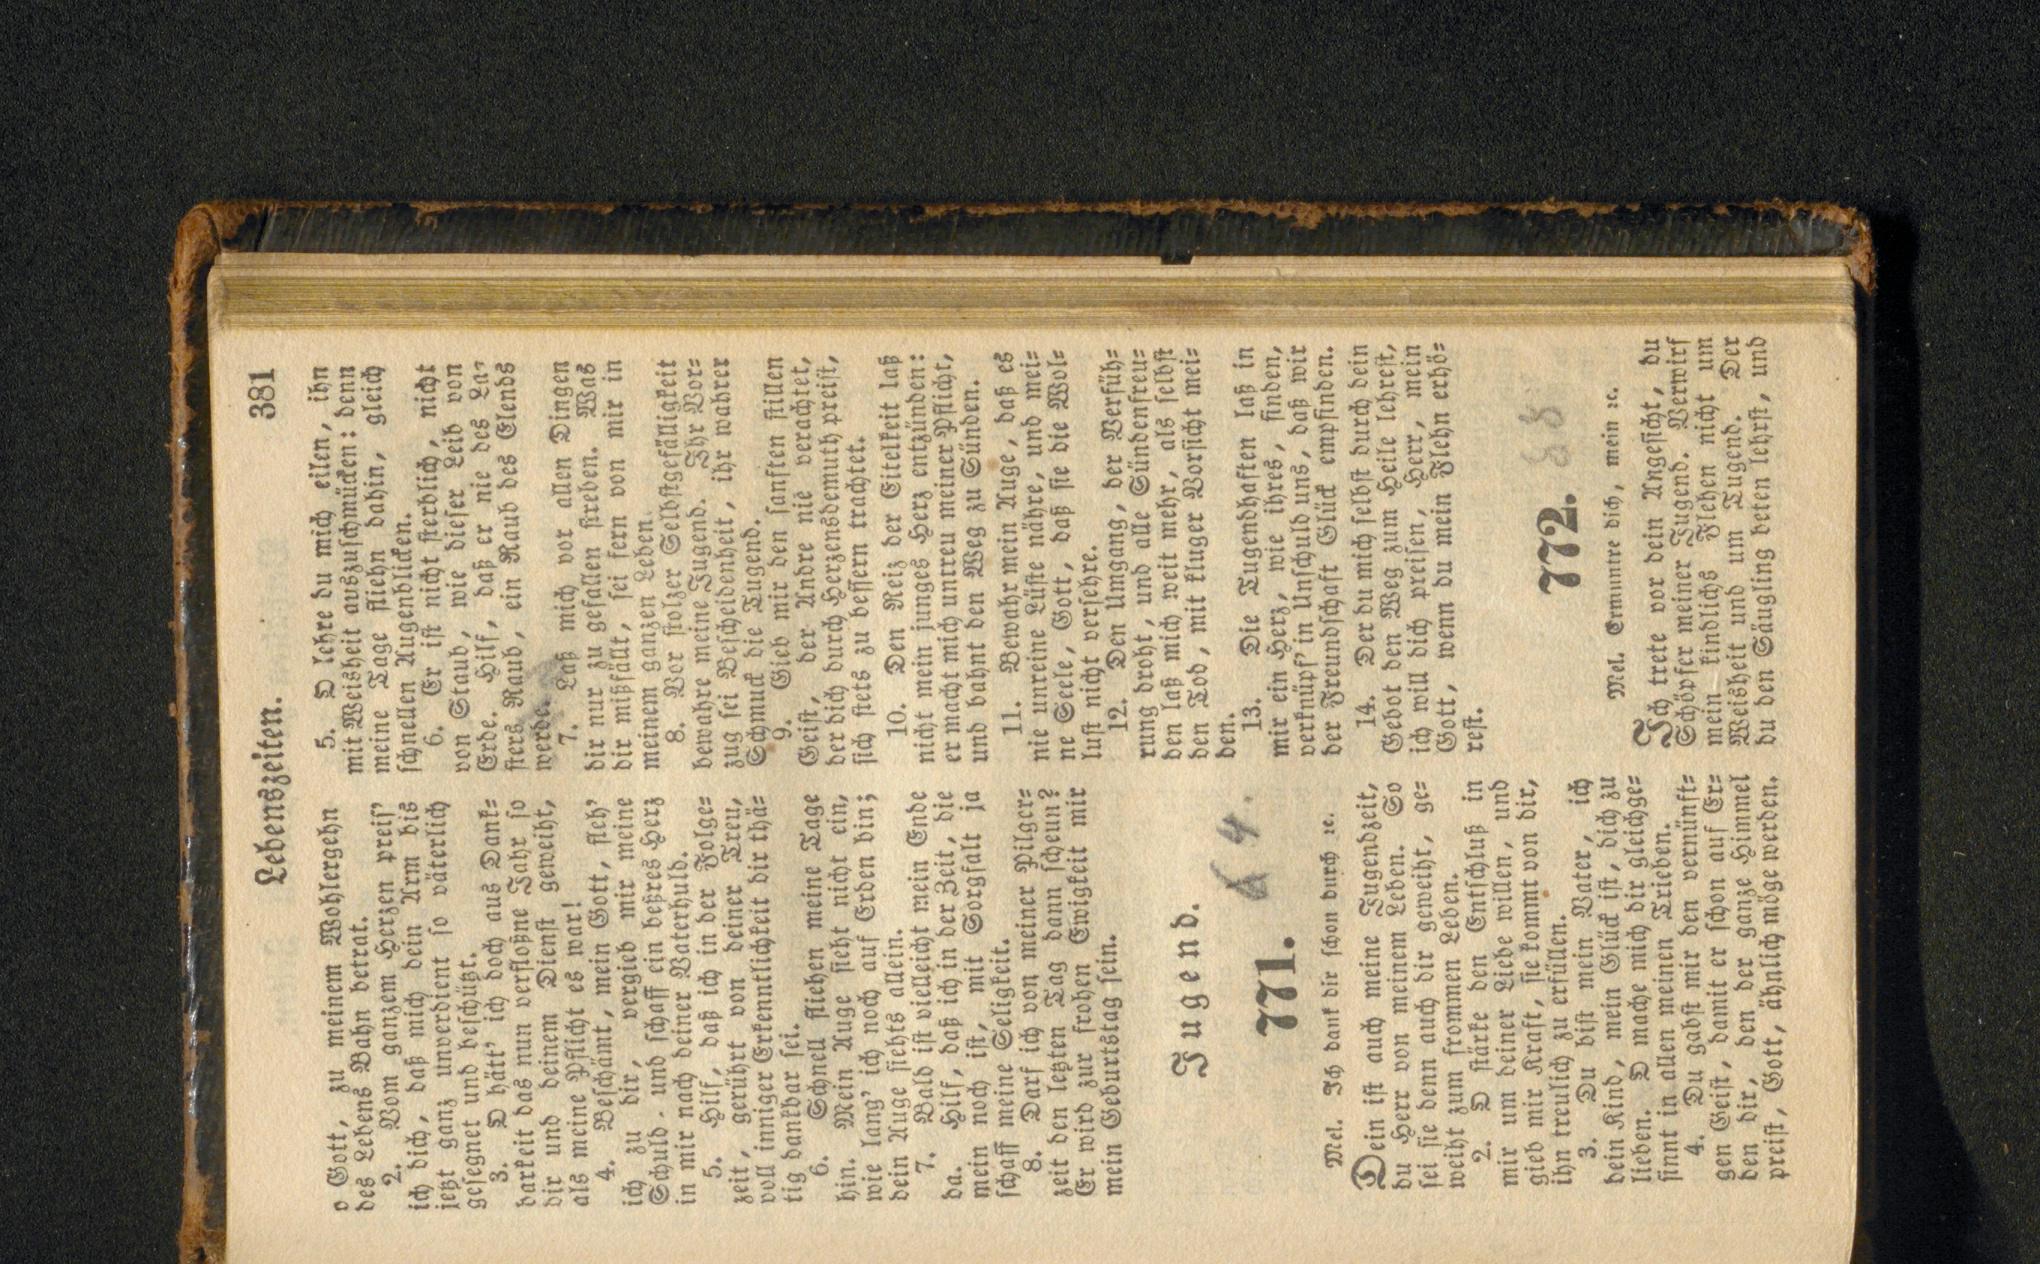 Lebenszeiten. 381
o Gott, zu meinem Wohlergehn
des Lebens Bahn betrat.
2. Vom ganzem Herzen preis'
ich dich, daß mich dein Arm bis
jetzt ganz unverdient so väterlich
gesegnet und beschützt.
3. O hätt' ich doch aus Dank=
barkeit das nun verfloßne Jahr so
dir und deinem Dienst geweiht,
als meine Pflicht es war!
4. Beschämt, mein Gott, fleh'
ich zu dir, vergieb mir meine
Schuld, und schaff ein beßres Herz
in mir nach deiner Vaterhuld.
5. Hilf, daß ich in der Folge=
zeit, gerührt von deiner Treu,
voll inniger Erkenntlichkeit dir thä=
tig dankbar sei.
6. Schnell fliehen meine Tage
hin. Mein Auge sieht nicht ein,
wie lang' ich noch auf Erden bin;
dein Auge siehts allein.
7. Bald ist vielleicht mein Ende
da. Hilf, daß ich in der Zeit, die
mein noch ist, mit Sorgfalt ja
schaff meine Seligkeit.
8. Darf ich von meiner Pilger=
zeit den letzten Tag dann scheun?
Er wird zur frohen Ewigkeit mir
mein Geburtstag sein.
Jugend.
771. 64.
Mel. Ich dank dir schon durch ꝛc.
Dein ist auch meine Jugendzeit,
du Herr von meinem Leben. So
sei sie denn auch dir geweiht, ge=
weiht zum frommen Leben.
2. O stärke den Entschluß in
mir um deiner Liebe willen, und
gieb mir Kraft, sie kommt von dir,
ihn treulich zu erfüllen.
3. Du bist mein Vater, ich
dein Kind, mein Glück ist, dich zu
lieben. O mache mich dir gleichge=
sinnt in allen meinen Trieben.
4. Du gabst mir den vernünft=
gen Geist, damit er schon auf Er=
den dir, den der ganze Himmel
preist, Gott, ähnlich möge werden.
5. O lehre du mich eilen, ihn
mit Weisheit auszuschmücken: denn
meine Tage fliehn dahin, gleich
schnellen Augenblicken.
6. Er ist nicht sterblich, nicht
von Staub, wie dieser Leib von
Erde. Hilf, daß er nie des La=
sters Raub, ein Raub des Elends
werde.
7. Laß mich vor allen Dingen
dir nur zu gefallen streben. Was
dir mißfällt, sei fern von mir in
meinem ganzen Leben.
8. Vor stolzer Selbstgefälligkeit
bewahre meine Jugend. Ihr Vor=
zug sei Bescheidenheit, ihr wahrer
Schmuck die Tugend.
9. Gieb mir den sanften stillen
Geist, der Andre nie verachtet,
der dich durch Herzensdemuth preist,
sich stets zu bessern trachtet.
10. Den Reiz der Eitelkeit laß
nicht mein junges Herz entzünden:
er macht mich untreu meiner Pflicht,
und bahnt den Weg zu Sünden.
11. Bewahr mein Auge, daß es
nie unreine Lüste nähre, und mei=
ne Seele, Gott, daß sie die Wol=
lust nicht versehre.
12. Den Umgang, der Verfüh=
rung droht, und alle Sündenfreu=
den laß mich weit mehr, als selbst
den Tod, mit kluger Vorsicht mei=
den.
13. Die Tugendhaften laß in
mir ein Herz, wie ihres, finden,
verknüpf' in Unschuld uns, daß wir
der Freundschaft Glück empfinden.
14. Der du mich selbst durch dein
Gebot den Weg zum Heile lehrest,
ich will dich preisen, Herr, mein
Gott, wenn du mein Flehn erhö=
rest.
772.
Mel. Ermuntre dich, mein ꝛc.
Ich trete vor dein Angesicht, du
Schöpfer meiner Jugend. Verwirf
mein kindlichs Flehen nicht um
Weisheit und um Tugend. Der
du den Säugling beten lehrst, und